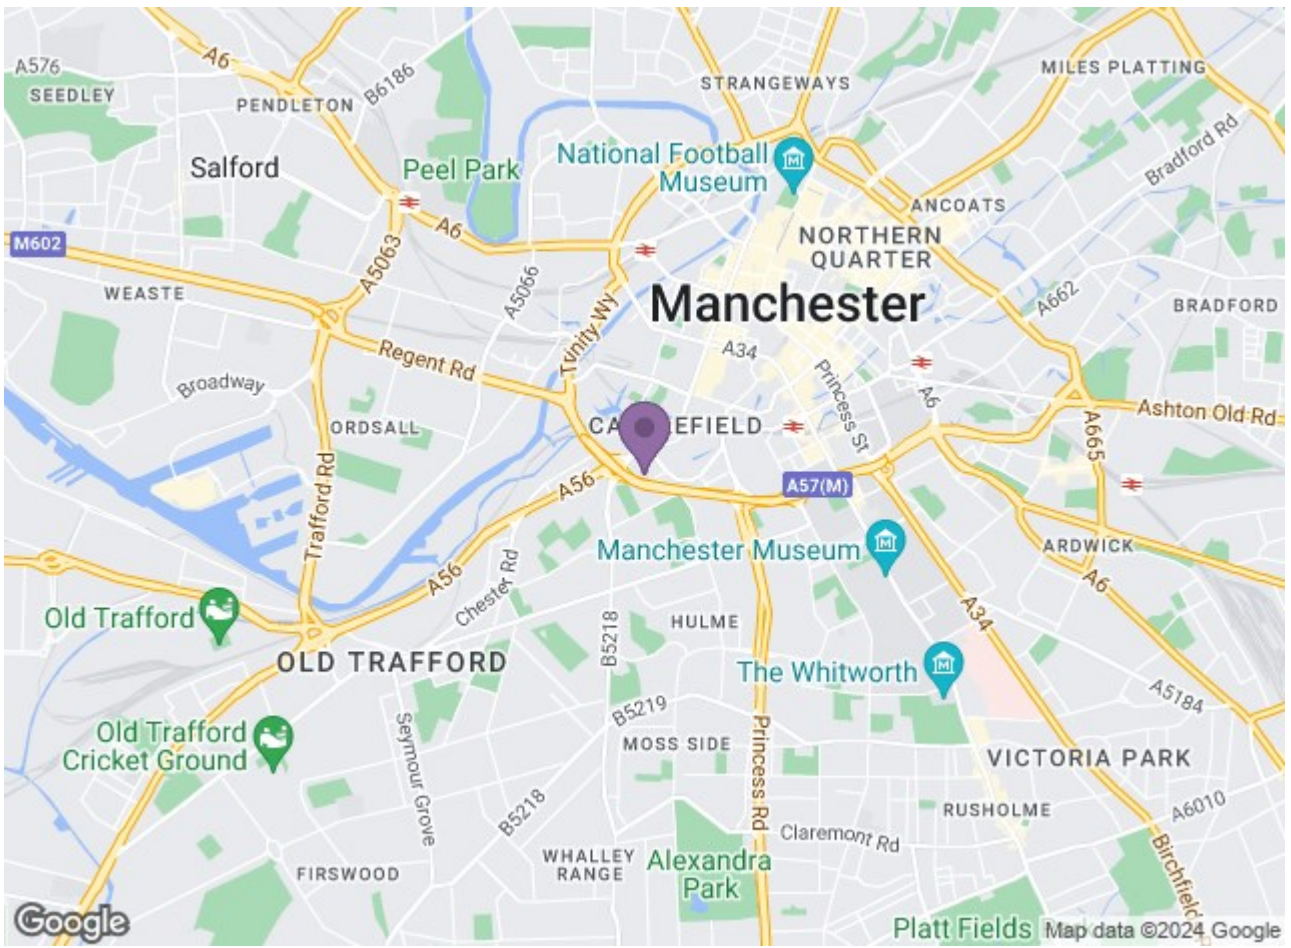 A6
A576
SEEDLEY
PENDLETON
B6186
STRANGEWAYS
MILES PLATTING
Bradford Rd
National Football
Museum
Salford
Peel Park
ANCOATS
A6
NORTHERN
QUARTER
M602
A5063
A5066
WEASTE
Manchester
A662
BRADFORD
Trinity Wy
A34
Regent Rd
Broadway
Princess St
A6
ORDSALL
Ashton Old Rd
A665
A56
A57(M)
Trafford Rd
Manchester Museum
ARDWICK
A56
Chester Rd
A6
Old Trafford
HULME
A34
B5218
OLD TRAFFORD
The Whitworth
A5184
B5219
Old Trafford
Cricket Ground
Seymour Grove
MOSS SIDE
Princess Rd
VICTORIA PARK
B5218
RUSHOLME
A6010
Claremont Rd
WHALLEY
RANGE
Alexandra
Park
FIRSWOOD
Google
Platt Fields
Map data ©2024 Google